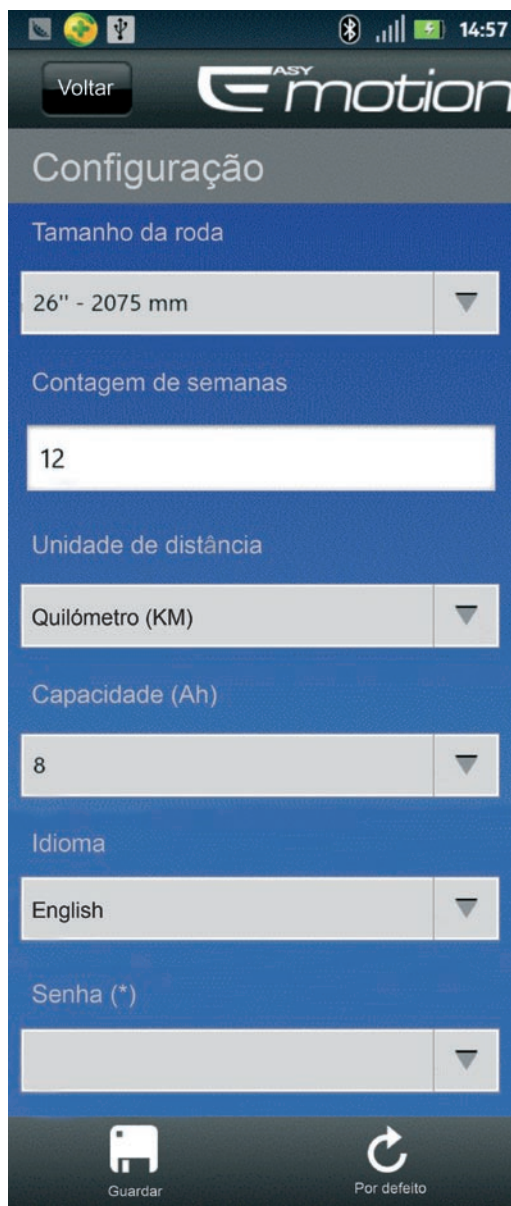 14:57
Voltar
EASY motion
Configuração
Tamanho da roda
26'' - 2075 mm
Contagem de semanas
12
Unidade de distância
Quilómetro (KM)
Capacidade (Ah)
8
Idioma
English
Senha (*)
Guardar
Por defeito